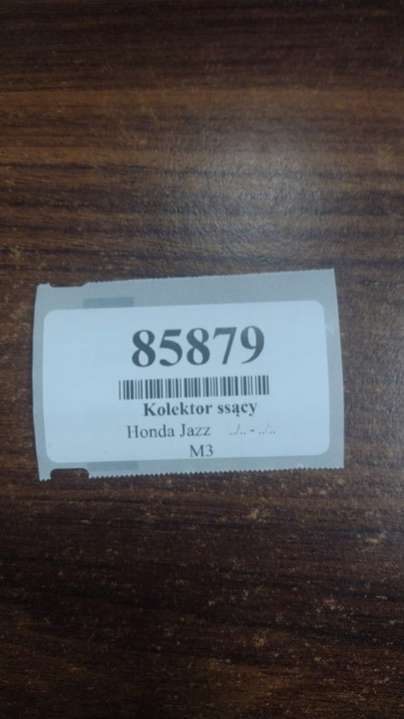 85879
Kolektor ssący
Honda Jazz ../.. - ../..
M3